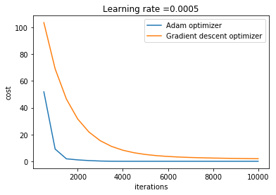 Learning rate =0.0005
Adam optimizer
Gradient descent optimizer
100
80
60
40
20
0
cost
2000 4000 6000 8000 10000
iterations